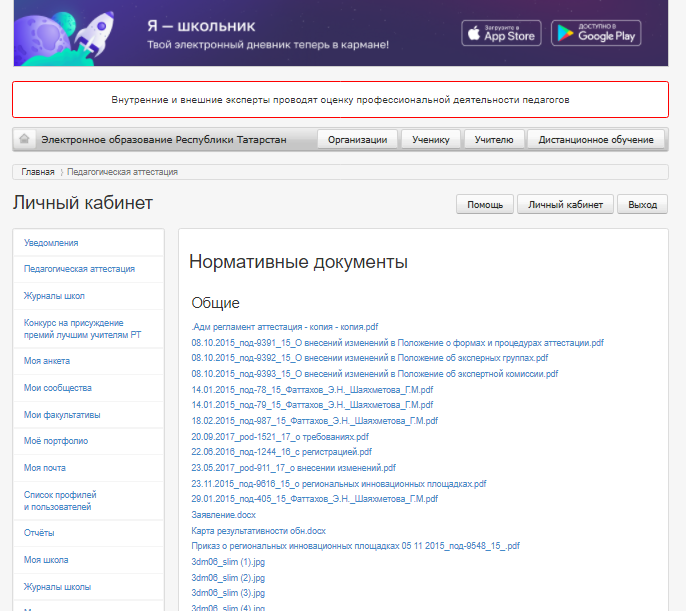 Я — школьник
Твой электронный дневник теперь в кармане!
Загрузите в
App Store
ДОСТУПНО В
Google Play
Внутренние и внешние эксперты проводят оценку профессиональной деятельности педагогов
Электронное образование Республики Татарстан
Организации
Ученику
Учителю
Дистанционное обучение
Главная 〉 Педагогическая аттестация
Личный кабинет
Помощь
Личный кабинет
Выход
Уведомления
Педагогическая аттестация
Журналы школ
Конкурс на присуждение
премий лучшим учителям РТ
Моя анкета
Мои сообщества
Мои факультативы
Моё портфолио
Моя почта
Список профилей
и пользователей
Отчёты
Моя школа
Журналы школы
Нормативные документы
Общие
.Адм регламент аттестация - копия - копия.pdf
08.10.2015_под-9391_15_О внесений изменений в Положение о формах и процедурах аттестации.pdf
08.10.2015_под-9392_15_О внесений изменений в Положение об эксперных группах.pdf
08.10.2015_под-9393_15_О внесений изменений в Положение об экспертной комиссии.pdf
14.01.2015_под-78_15_Фаттахов_Э.Н._Шаяхметова_Г.М.pdf
14.01.2015_под-79_15_Фаттахов_Э.Н._Шаяхметова_Г.М.pdf
18.02.2015_под-987_15_Фаттахов_Э.Н._Шаяхметова_Г.М.pdf
20.09.2017_pod-1521_17_о требованиях.pdf
22.06.2016_под-1244_16_с регистрацией.pdf
23.05.2017_pod-911_17_о внесении изменений.pdf
23.11.2015_под-9616_15_о региональных инновационных площадках.pdf
29.01.2015_под-405_15_Фаттахов_Э.Н._Шаяхметова_Г.М.pdf
Заявление.docx
Карта результативности обн.docx
Приказ о региональных инновационных площадках 05 11 2015_под-9548_15_.pdf
3dm06_slim (1).jpg
3dm06_slim (2).jpg
3dm06_slim (3).jpg
3dm06_slim (4).jpg